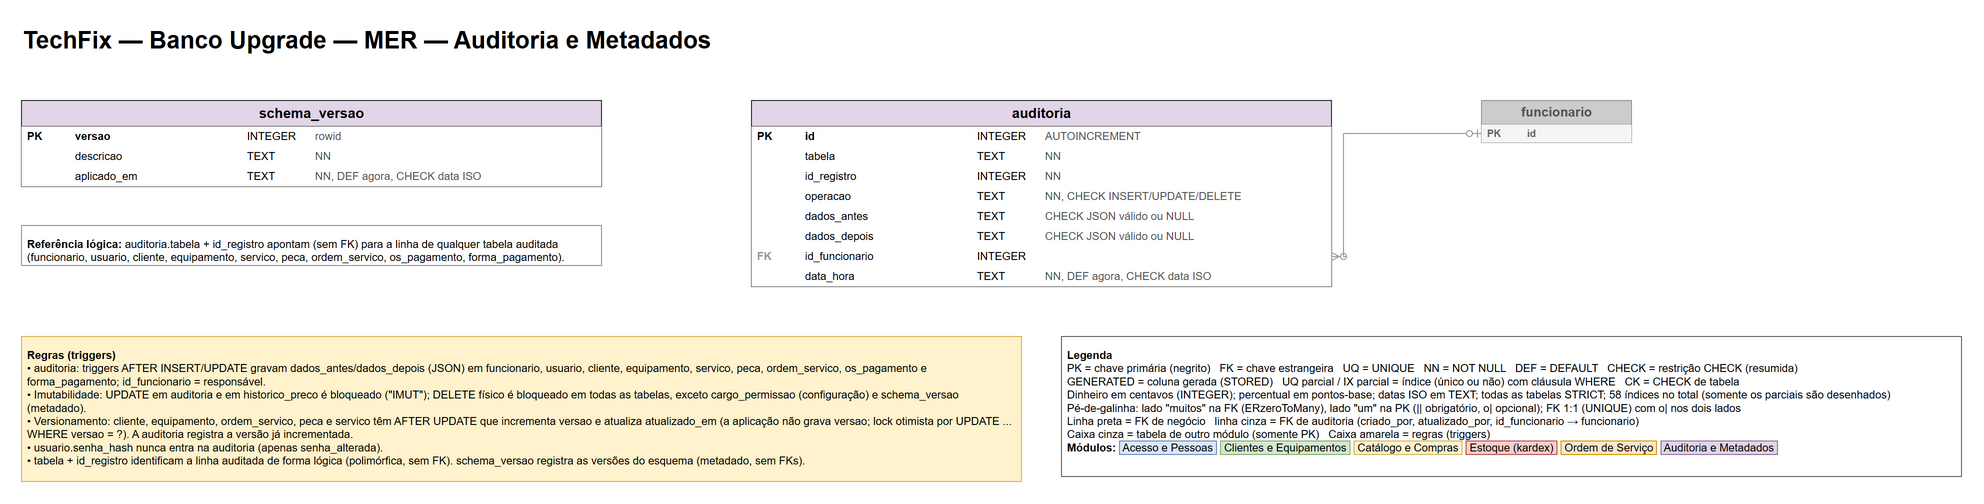 TechFix — Banco Upgrade — MER — Auditoria e Metadados
schema_versao
PK versao INTEGER rowid
descricao TEXT NN
aplicado_em TEXT NN, DEF agora, CHECK data ISO
Referência lógica: auditoria.tabela + id_registro apontam (sem FK) para a linha de qualquer tabela auditada
(funcionario, usuario, cliente, equipamento, servico, peca, ordem_servico, os_pagamento, forma_pagamento).
auditoria
PK id INTEGER AUTOINCREMENT
tabela TEXT NN
id_registro INTEGER NN
operacao TEXT NN, CHECK INSERT/UPDATE/DELETE
dados_antes TEXT CHECK JSON válido ou NULL
dados_depois TEXT CHECK JSON válido ou NULL
FK id_funcionario INTEGER
data_hora TEXT NN, DEF agora, CHECK data ISO
funcionario
PK id
Regras (triggers)
• auditoria: triggers AFTER INSERT/UPDATE gravam dados_antes/dados_depois (JSON) em funcionario, usuario, cliente, equipamento, servico, peca, ordem_servico, os_pagamento e
forma_pagamento; id_funcionario = responsável.
• Imutabilidade: UPDATE em auditoria e em historico_preco é bloqueado ("IMUT"); DELETE físico é bloqueado em todas as tabelas, exceto cargo_permissao (configuração) e schema_versao
(metadado).
• Versionamento: cliente, equipamento, ordem_servico, peca e servico têm AFTER UPDATE que incrementa versao e atualiza atualizado_em (a aplicação não grava versao; lock otimista por UPDATE ...
WHERE versao = ?). A auditoria registra a versão já incrementada.
• usuario.senha_hash nunca entra na auditoria (apenas senha_alterada).
• tabela + id_registro identificam a linha auditada de forma lógica (polimórfica, sem FK). schema_versao registra as versões do esquema (metadado, sem FKs).
Legenda
PK = chave primária (negrito) FK = chave estrangeira UQ = UNIQUE NN = NOT NULL DEF = DEFAULT CHECK = restrição CHECK (resumida)
GENERATED = coluna gerada (STORED) UQ parcial / IX parcial = índice (único ou não) com cláusula WHERE CK = CHECK de tabela
Dinheiro em centavos (INTEGER); percentual em pontos-base; datas ISO em TEXT; todas as tabelas STRICT; 58 índices no total (somente os parciais são desenhados)
Pé-de-galinha: lado "muitos" na FK (ERzeroToMany), lado "um" na PK (|| obrigatório, o| opcional); FK 1:1 (UNIQUE) com o| nos dois lados
Linha preta = FK de negócio linha cinza = FK de auditoria (criado_por, atualizado_por, id_funcionario → funcionario)
Caixa cinza = tabela de outro módulo (somente PK) Caixa amarela = regras (triggers)
Módulos: Acesso e Pessoas Clientes e Equipamentos Catálogo e Compras Estoque (kardex) Ordem de Serviço Auditoria e Metadados